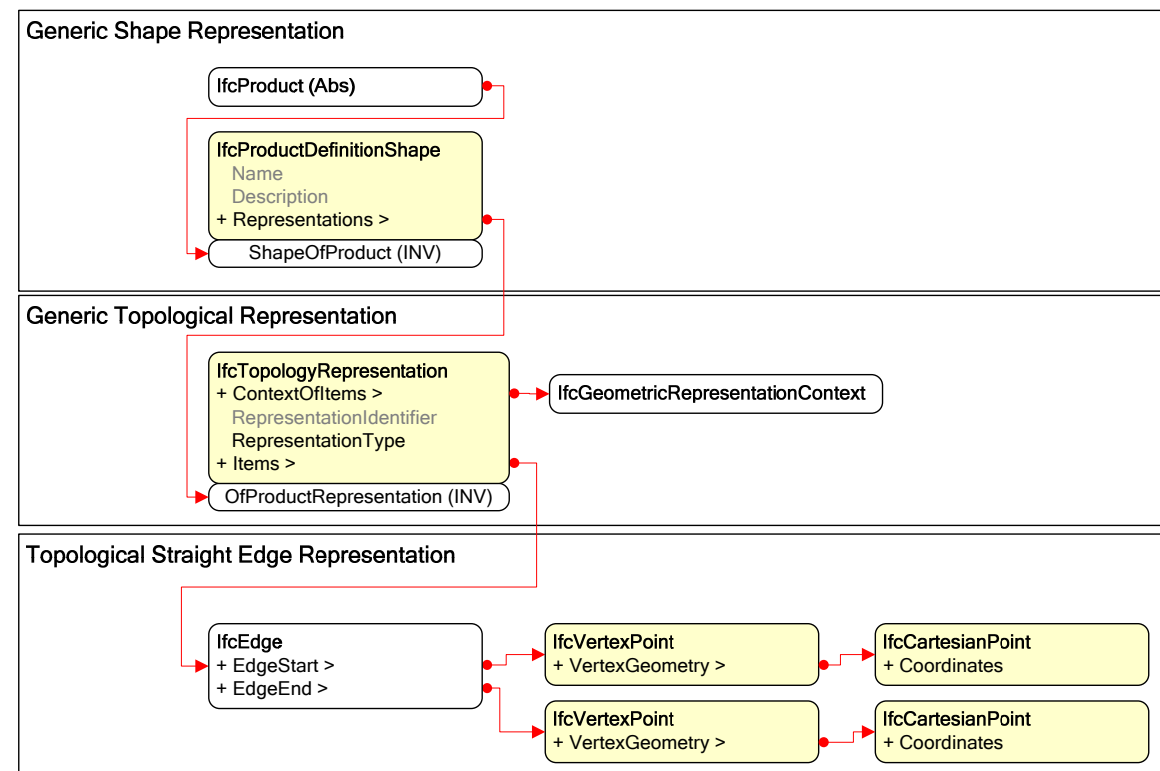 Generic Shape Representation
IfcProduct (Abs)
IfcProductDefinitionShape
Name
Description
+ Representations >
ShapeOfProduct (INV)
Generic Topological Representation
IfcTopologyRepresentation
+ ContextOfItems >
RepresentationIdentifier
RepresentationType
+ Items >
OfProductRepresentation (INV)
IfcGeometricRepresentationContext
Topological Straight Edge Representation
IfcEdge
+ EdgeStart >
+ EdgeEnd >
IfcVertexPoint
+ VertexGeometry >
IfcCartesianPoint
+ Coordinates
IfcVertexPoint
+ VertexGeometry >
IfcCartesianPoint
+ Coordinates